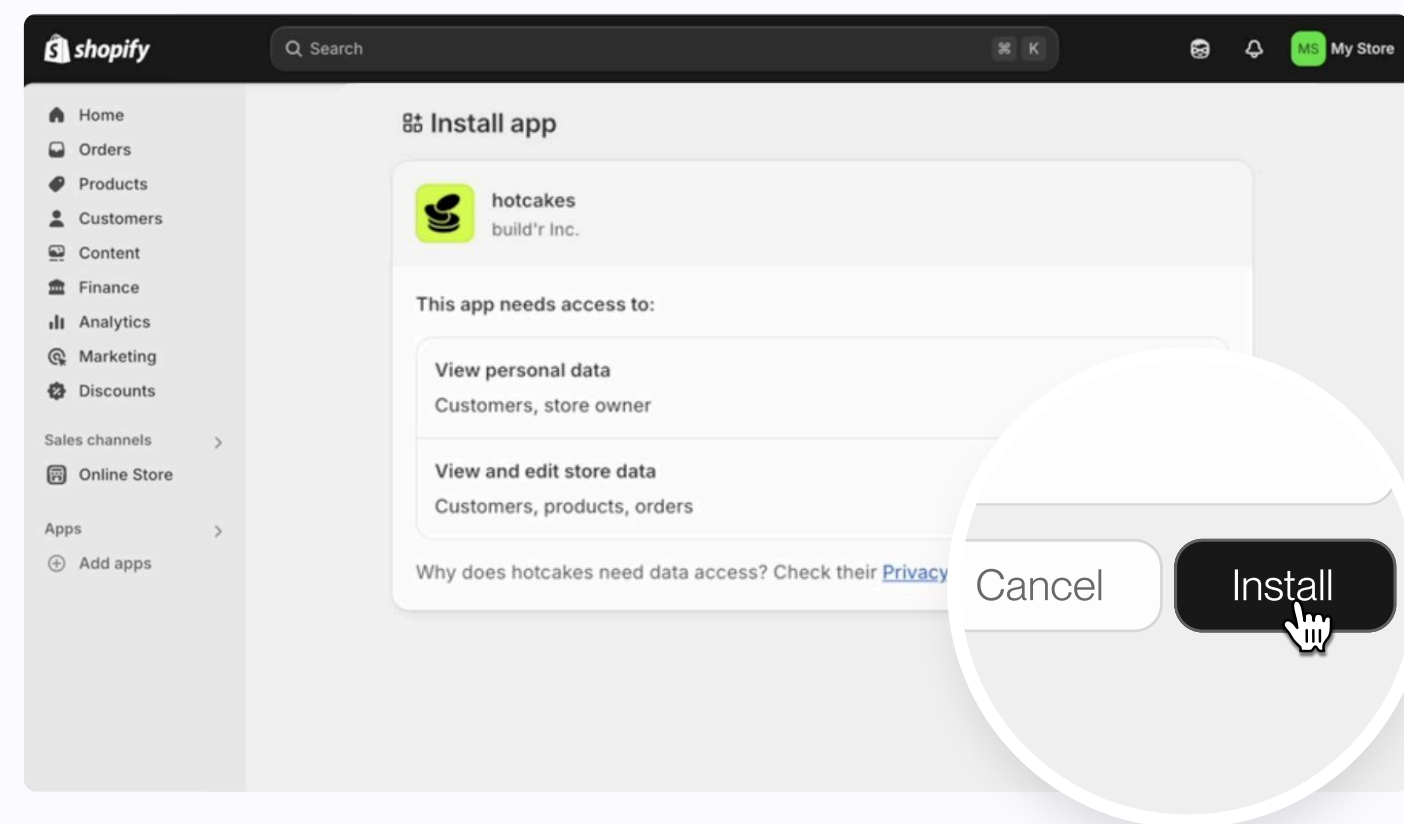 shopify
Search
⌘ K
MS My Store
Home
Orders
Products
Customers
Content
Finance
Analytics
Marketing
Discounts
Sales channels
Online Store
Apps
Add apps
Install app
hotcakes
build'r Inc.
This app needs access to:
View personal data
Customers, store owner
View and edit store data
Customers, products, orders
Why does hotcakes need data access? Check their Privacy
Cancel
Install